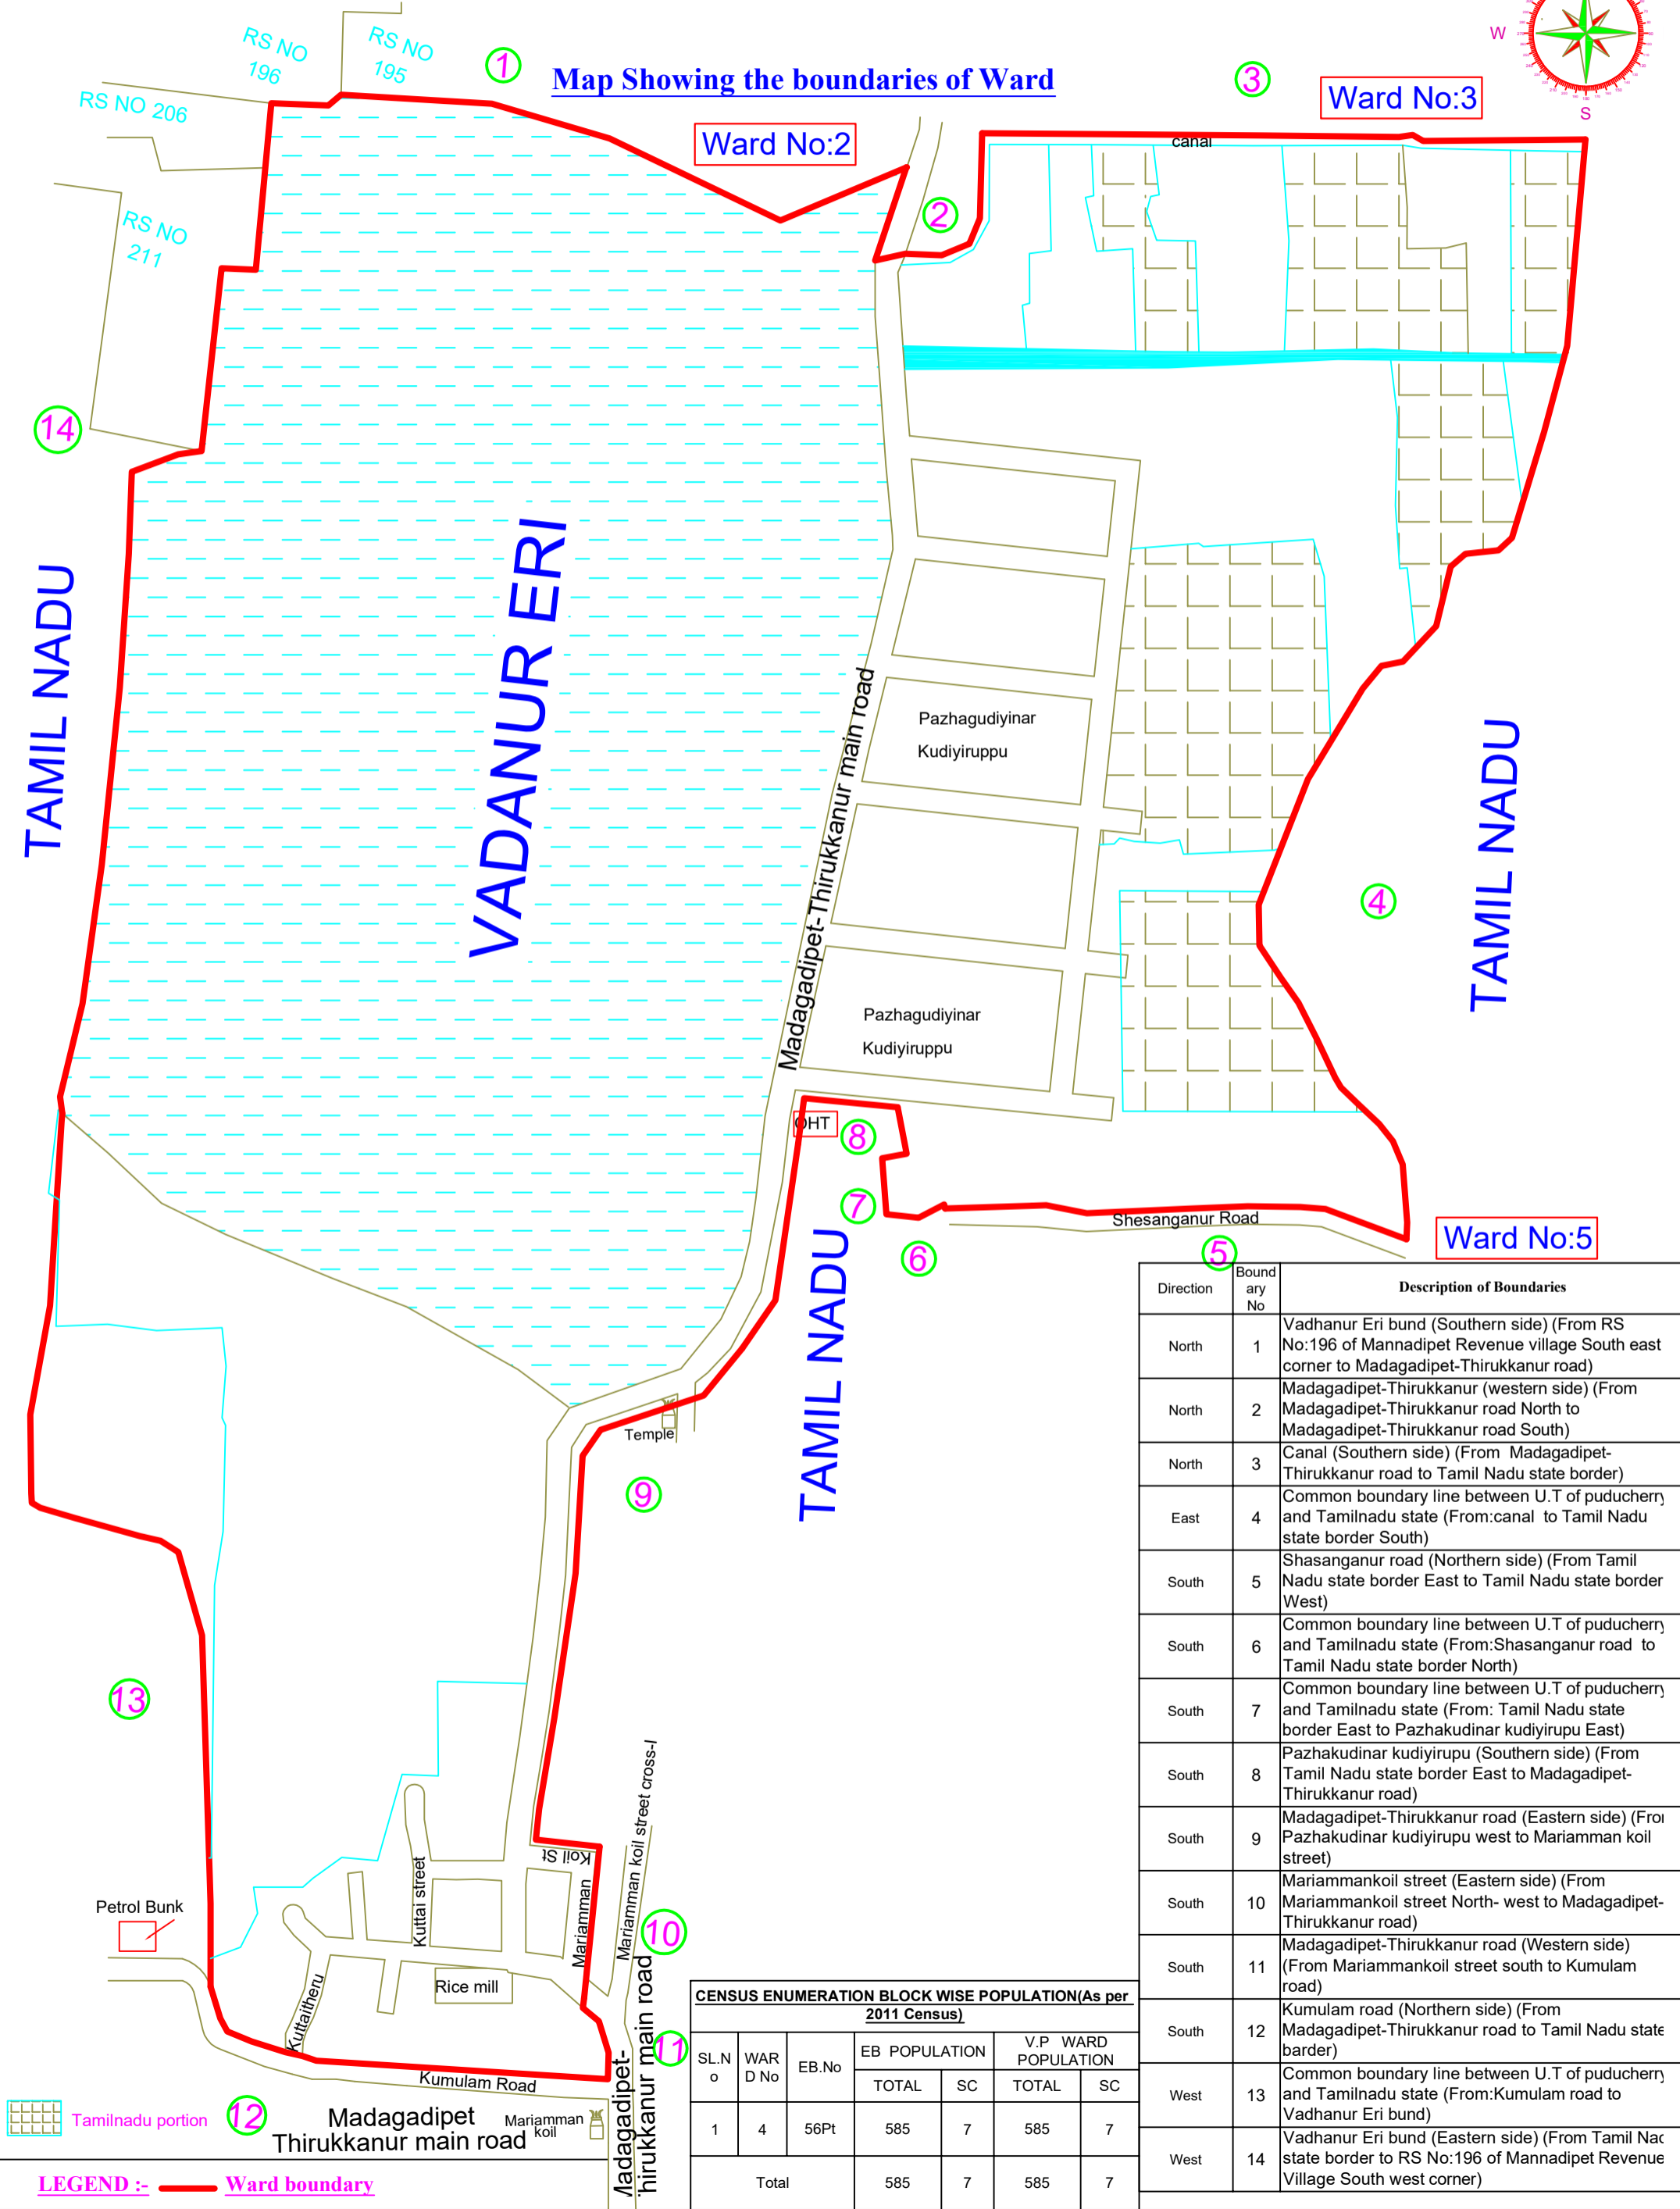 RS NO
196
RS NO
195
RS NO 206
RS NO
211
1
Map Showing the boundaries of Ward
3
W
S
Ward No:3
Ward No:2
canal
2
14
TAMIL NADU
VADANUR ERI
Madagadipet-Thirukkanur main road
Pazhagudiyinar
Kudiyiruppu
TAMIL NADU
4
Pazhagudiyinar
Kudiyiruppu
OHT
8
7
6
Shesanganur Road
5
Ward No:5
TAMIL NADU
Temple
9
13
Koil St
Mariamman
Mariamman koil street cross-I
Kuttai street
Petrol Bunk
Rice mill
Kuttaitheru
10
11
Kumulam Road
Madagadipet-
Thirukkanur main road
Tamilnadu portion
12
Madagadipet
Thirukkanur main road
Mariamman
koil
LEGEND :-
Ward boundary
CENSUS ENUMERATION BLOCK WISE POPULATION(As per
2011 Census)
SL.N
o
WAR
D No
EB.No
EB POPULATION
V.P WARD
POPULATION
TOTAL SC TOTAL SC
1 4 56Pt 585 7 585 7
Total 585 7 585 7
Direction
Bound
ary
No
Description of Boundaries
North 1
Vadhanur Eri bund (Southern side) (From RS
No:196 of Mannadipet Revenue village South east
corner to Madagadipet-Thirukkanur road)
North 2
Madagadipet-Thirukkanur (western side) (From
Madagadipet-Thirukkanur road North to
Madagadipet-Thirukkanur road South)
North 3
Canal (Southern side) (From Madagadipet-
Thirukkanur road to Tamil Nadu state border)
East 4
Common boundary line between U.T of puducherry
and Tamilnadu state (From:canal to Tamil Nadu
state border South)
South 5
Shasanganur road (Northern side) (From Tamil
Nadu state border East to Tamil Nadu state border
West)
South 6
Common boundary line between U.T of puducherry
and Tamilnadu state (From:Shasanganur road to
Tamil Nadu state border North)
South 7
Common boundary line between U.T of puducherry
and Tamilnadu state (From: Tamil Nadu state
border East to Pazhakudinar kudiyirupu East)
South 8
Pazhakudinar kudiyirupu (Southern side) (From
Tamil Nadu state border East to Madagadipet-
Thirukkanur road)
South 9
Madagadipet-Thirukkanur road (Eastern side) (From
Pazhakudinar kudiyirupu west to Mariamman koil
street)
South 10
Mariammankoil street (Eastern side) (From
Mariammankoil street North- west to Madagadipet-
Thirukkanur road)
South 11
Madagadipet-Thirukkanur road (Western side)
(From Mariammankoil street south to Kumulam
road)
South 12
Kumulam road (Northern side) (From
Madagadipet-Thirukkanur road to Tamil Nadu state
barder)
West 13
Common boundary line between U.T of puducherry
and Tamilnadu state (From:Kumulam road to
Vadhanur Eri bund)
West 14
Vadhanur Eri bund (Eastern side) (From Tamil Nad
state border to RS No:196 of Mannadipet Revenue
Village South west corner)